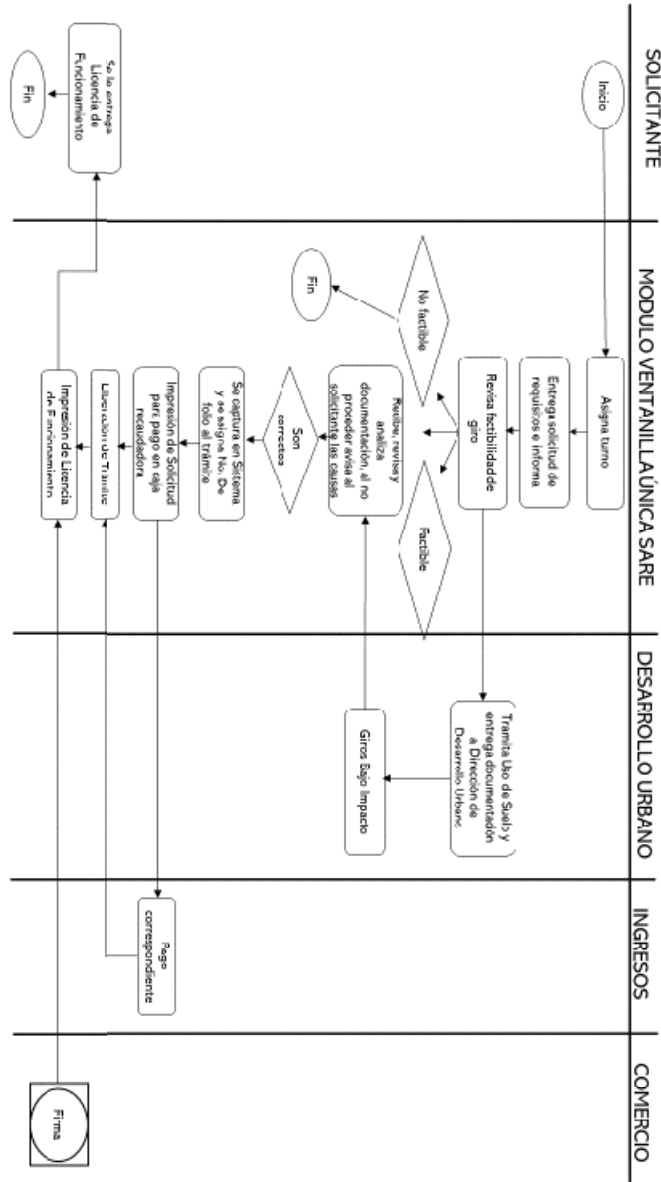 SOLICITANTE
MODULO VENTANILLAÚNICA SARE
DESARROLLO URBANO
INGRESOS
COMERCIO
Inicio
Asigna turno
Entrega solicitud de
requisitos e informa
Revisa factibilidad de
giro
Tramita Uso de Suelo y
entrega documentación
a Dirección de
Desarrollo Urbano
No factible
Factible
Fin
Giros Bajo Impacto
Recibe, revisa y
analiza
documentación, al no
proceder avisa al
solicitante las causas
Son
correctos
Se captura en Sistema
y se asigna No. De
folio al trámite
Impresión de Solicitud
para pago en caja
recaudadora
Pago
correspondiente
Liberación de Trámite
Impresión de Licencia
de Funcionamiento
Firma
Se le entrega
Licencia de
Funcionamiento
Fin